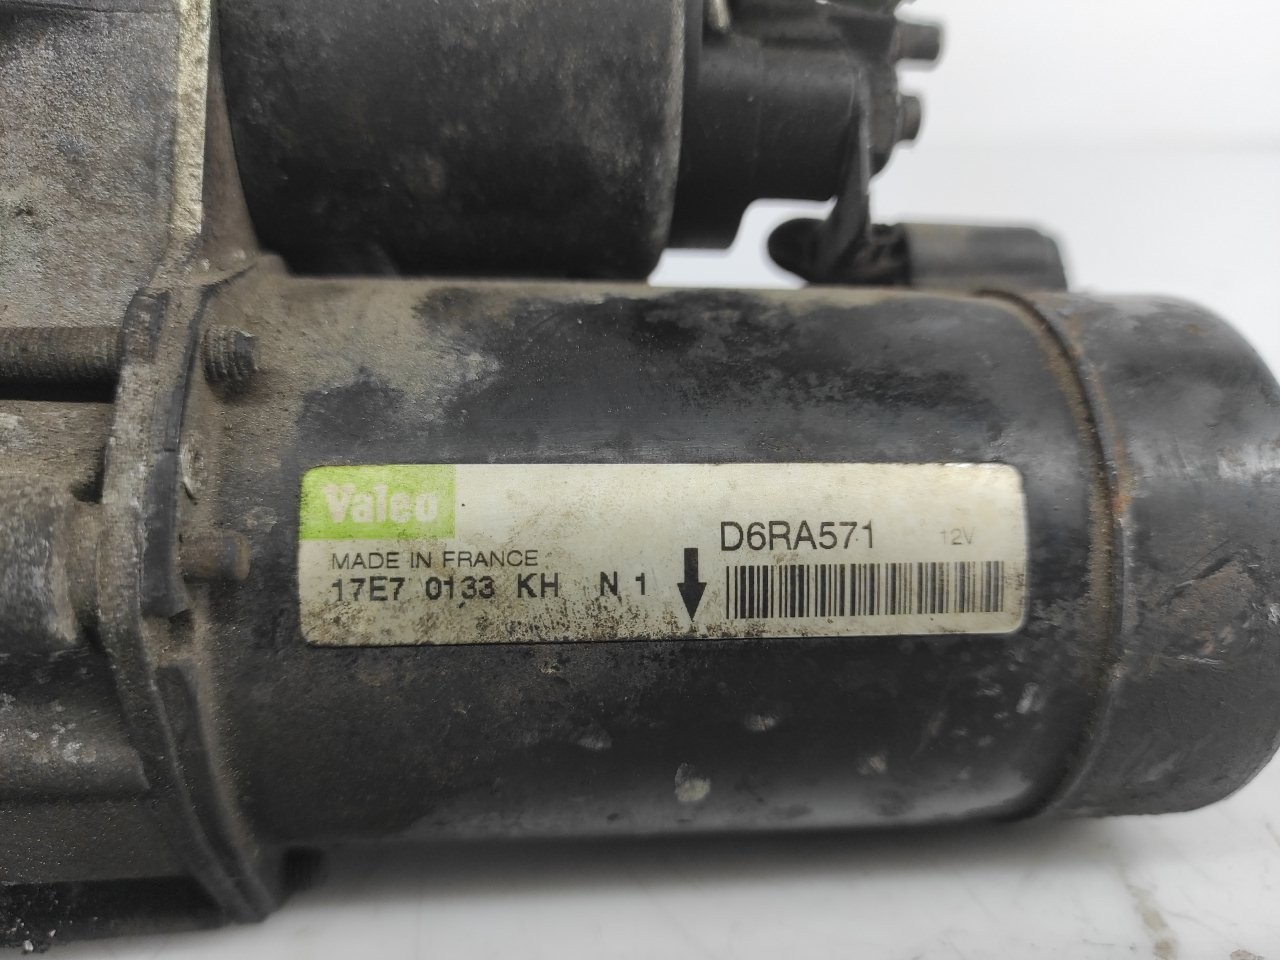 Valeo
MADE IN FRANCE
17E7 0133 KH N 1
D6RA571 12V